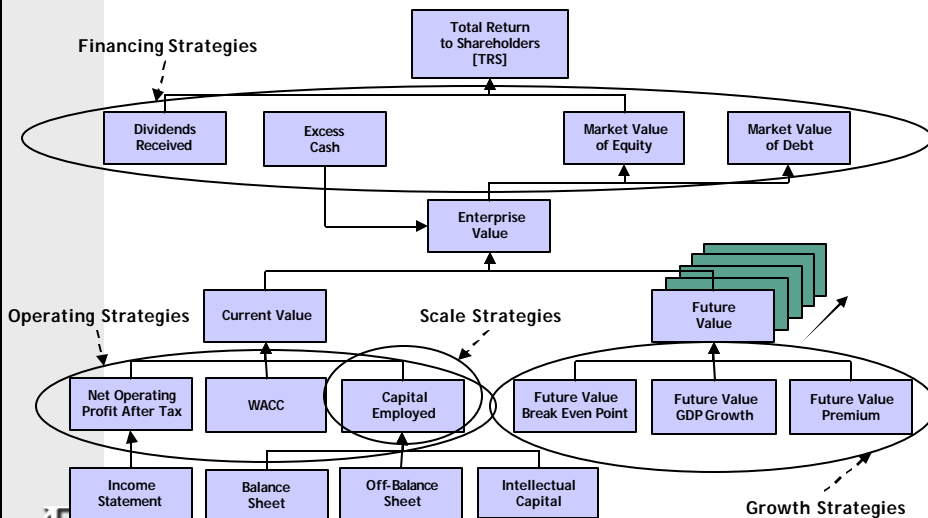 Total Return
to Shareholders
[TRS]
Financing Strategies
Dividends
Received
Excess
Cash
Market Value
of Equity
Market Value
of Debt
Enterprise
Value
Operating Strategies
Current Value
Scale Strategies
Future
Value
Net Operating
Profit After Tax
WACC
Capital
Employed
Future Value
Break Even Point
Future Value
GDP Growth
Future Value
Premium
Income
Statement
Balance
Sheet
Off-Balance
Sheet
Intellectual
Capital
Growth Strategies